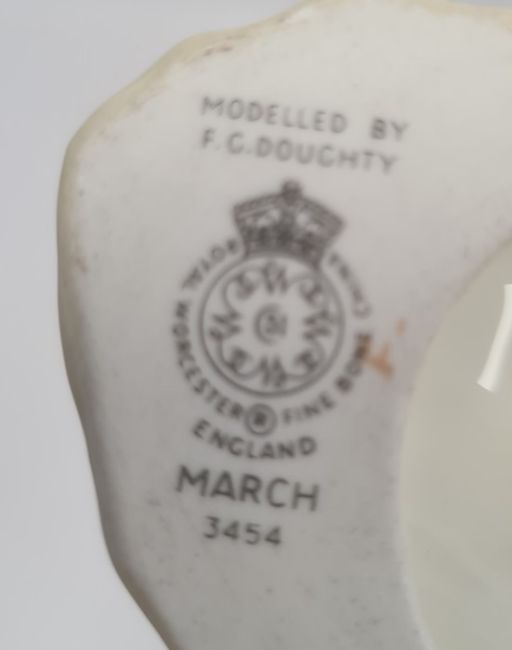 MODELLED BY
F.G.DOUGHTY
ROYAL WORCESTER ® FINE BONE CHINA
ENGLAND
MARCH
3454